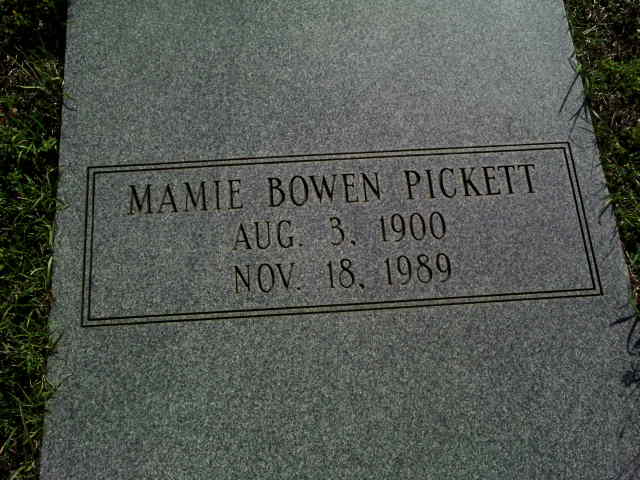 MAMIE BOWEN PICKETT
AUG. 3, 1900
NOV. 18, 1989